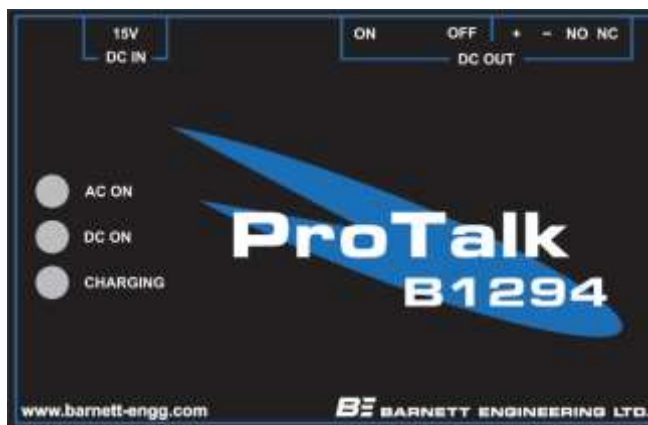 15V
DC IN
ON OFF + - NO NC
DC OUT
AC ON
DC ON
CHARGING
ProTalk
B1294
www.barnett-engg.com
BE BARNETT ENGINEERING LTD.